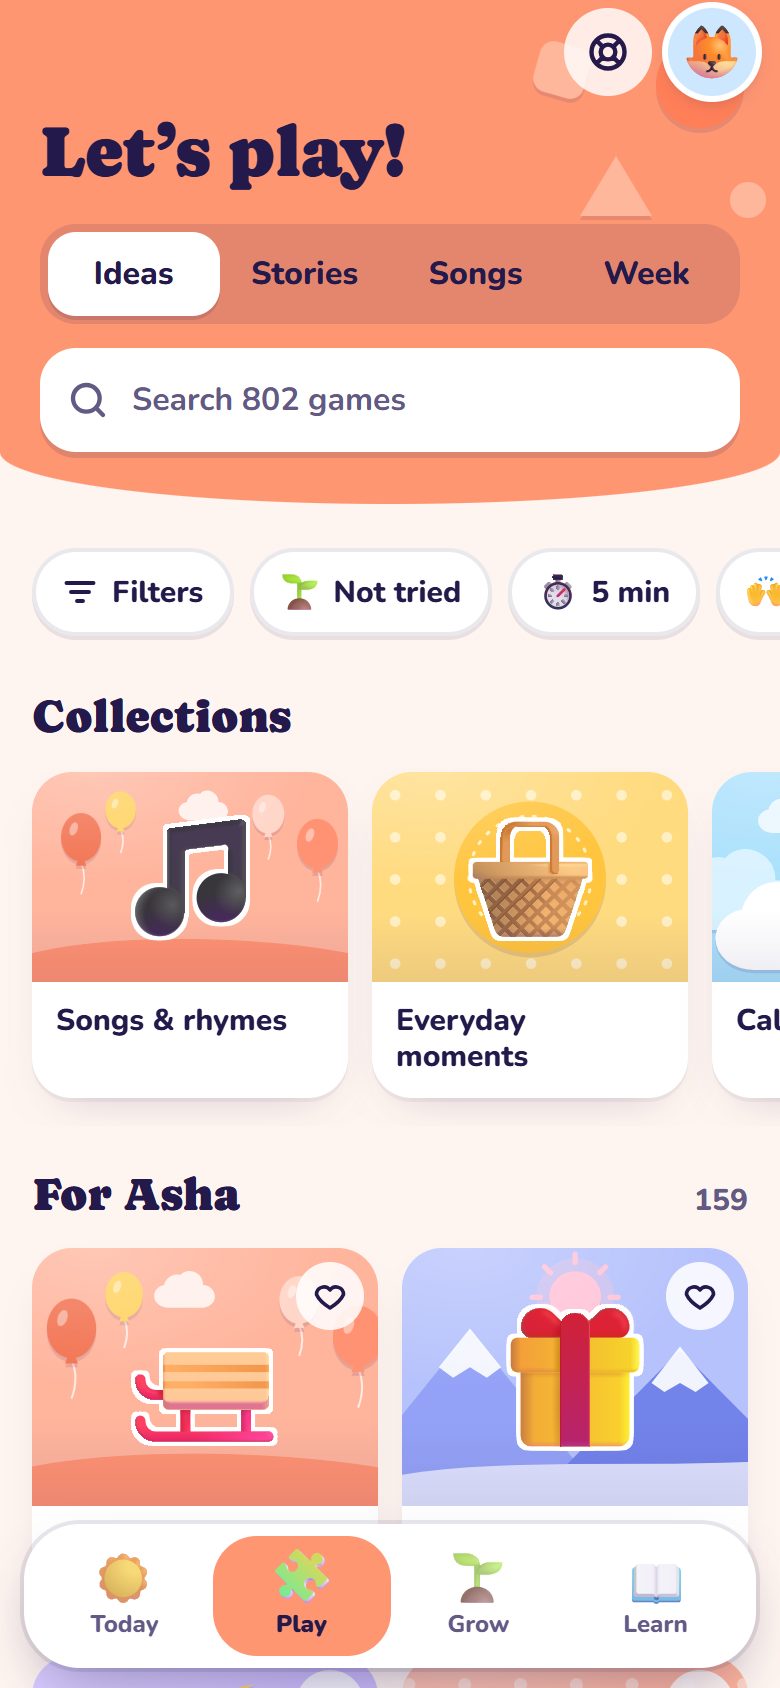 Let’s play!
Ideas
Stories
Songs
Week
Search 802 games
Filters
Not tried
5 min
Collections
Songs & rhymes
Everyday
moments
Cal
For Asha
159
Today
Play
Grow
Learn